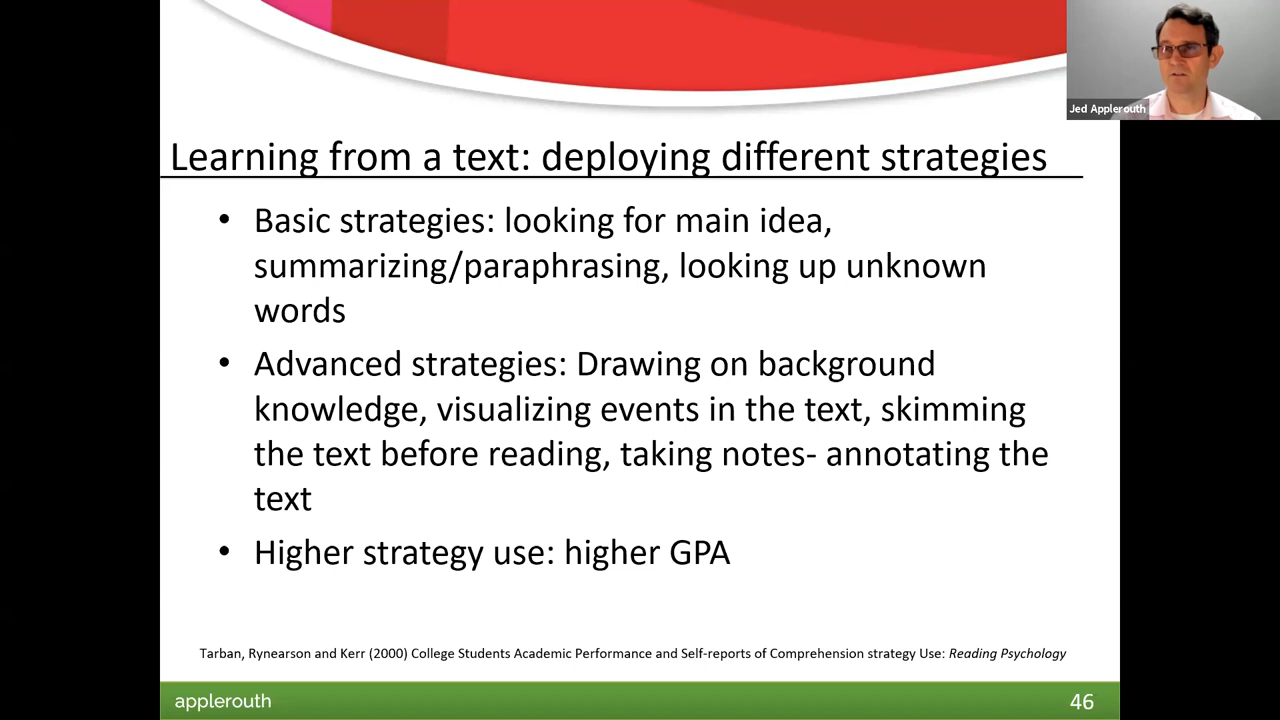 Jed Applerouth
Learning from a text: deploying different strategies
• Basic strategies: looking for main idea,
summarizing/paraphrasing, looking up unknown
words
• Advanced strategies: Drawing on background
knowledge, visualizing events in the text, skimming
the text before reading, taking notes- annotating the
text
• Higher strategy use: higher GPA
Tarban, Rynearson and Kerr (2000) College Students Academic Performance and Self-reports of Comprehension strategy Use: Reading Psychology
applerouth
46